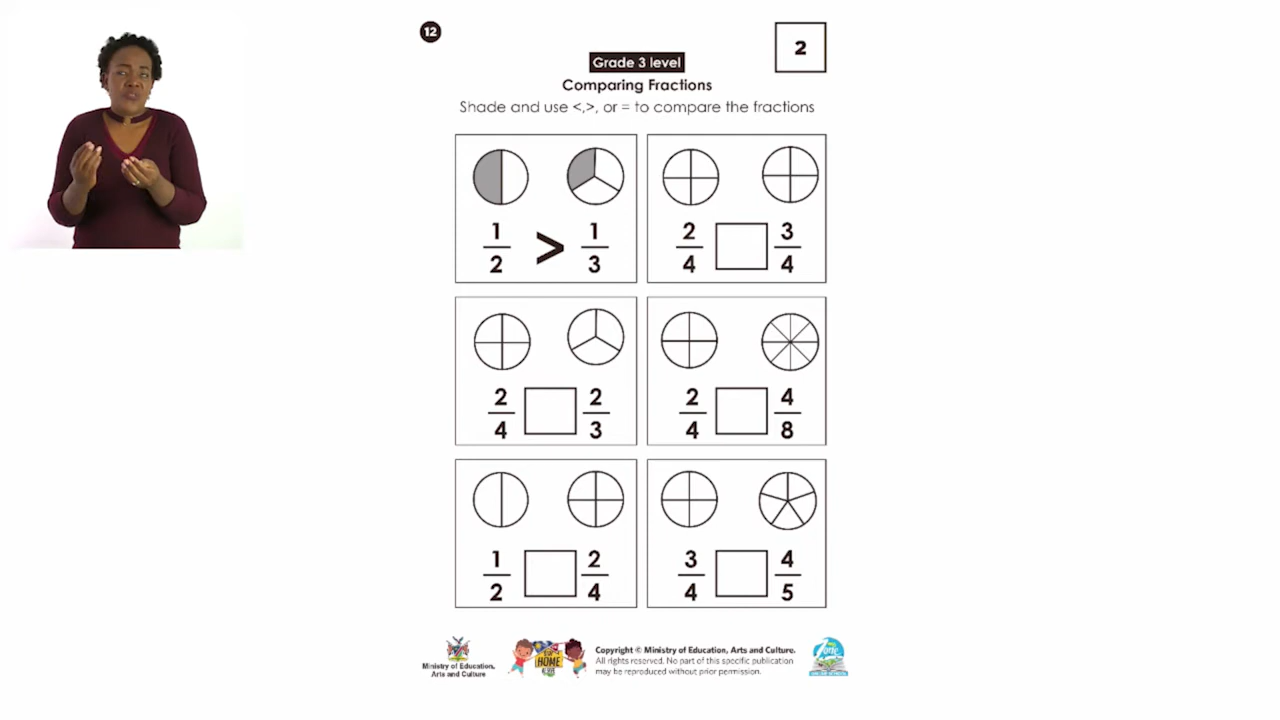 12
2
Grade 3 level
Comparing Fractions
Shade and use <,>, or = to compare the fractions
1/2 > 1/3
2/4 3/4
2/4 2/3
2/4 4/8
1/2 2/4
3/4 4/5
Ministry of Education,
Arts and Culture
HOME
Copyright © Ministry of Education, Arts and Culture.
All rights reserved. No part of this specific publication
may be reproduced without prior permission.
Zone